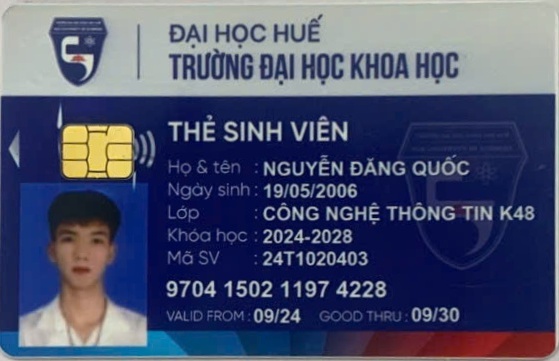 ĐẠI HỌC HUẾ
TRƯỜNG ĐẠI HỌC KHOA HỌC
THẺ SINH VIÊN
Họ & tên : NGUYỄN ĐĂNG QUỐC
Ngày sinh : 19/05/2006
Lớp : CÔNG NGHỆ THÔNG TIN K48
Khóa học : 2024-2028
Mã SV : 24T1020403
9704 1502 1197 4228
VALID FROM : 09/24 GOOD THRU : 09/30